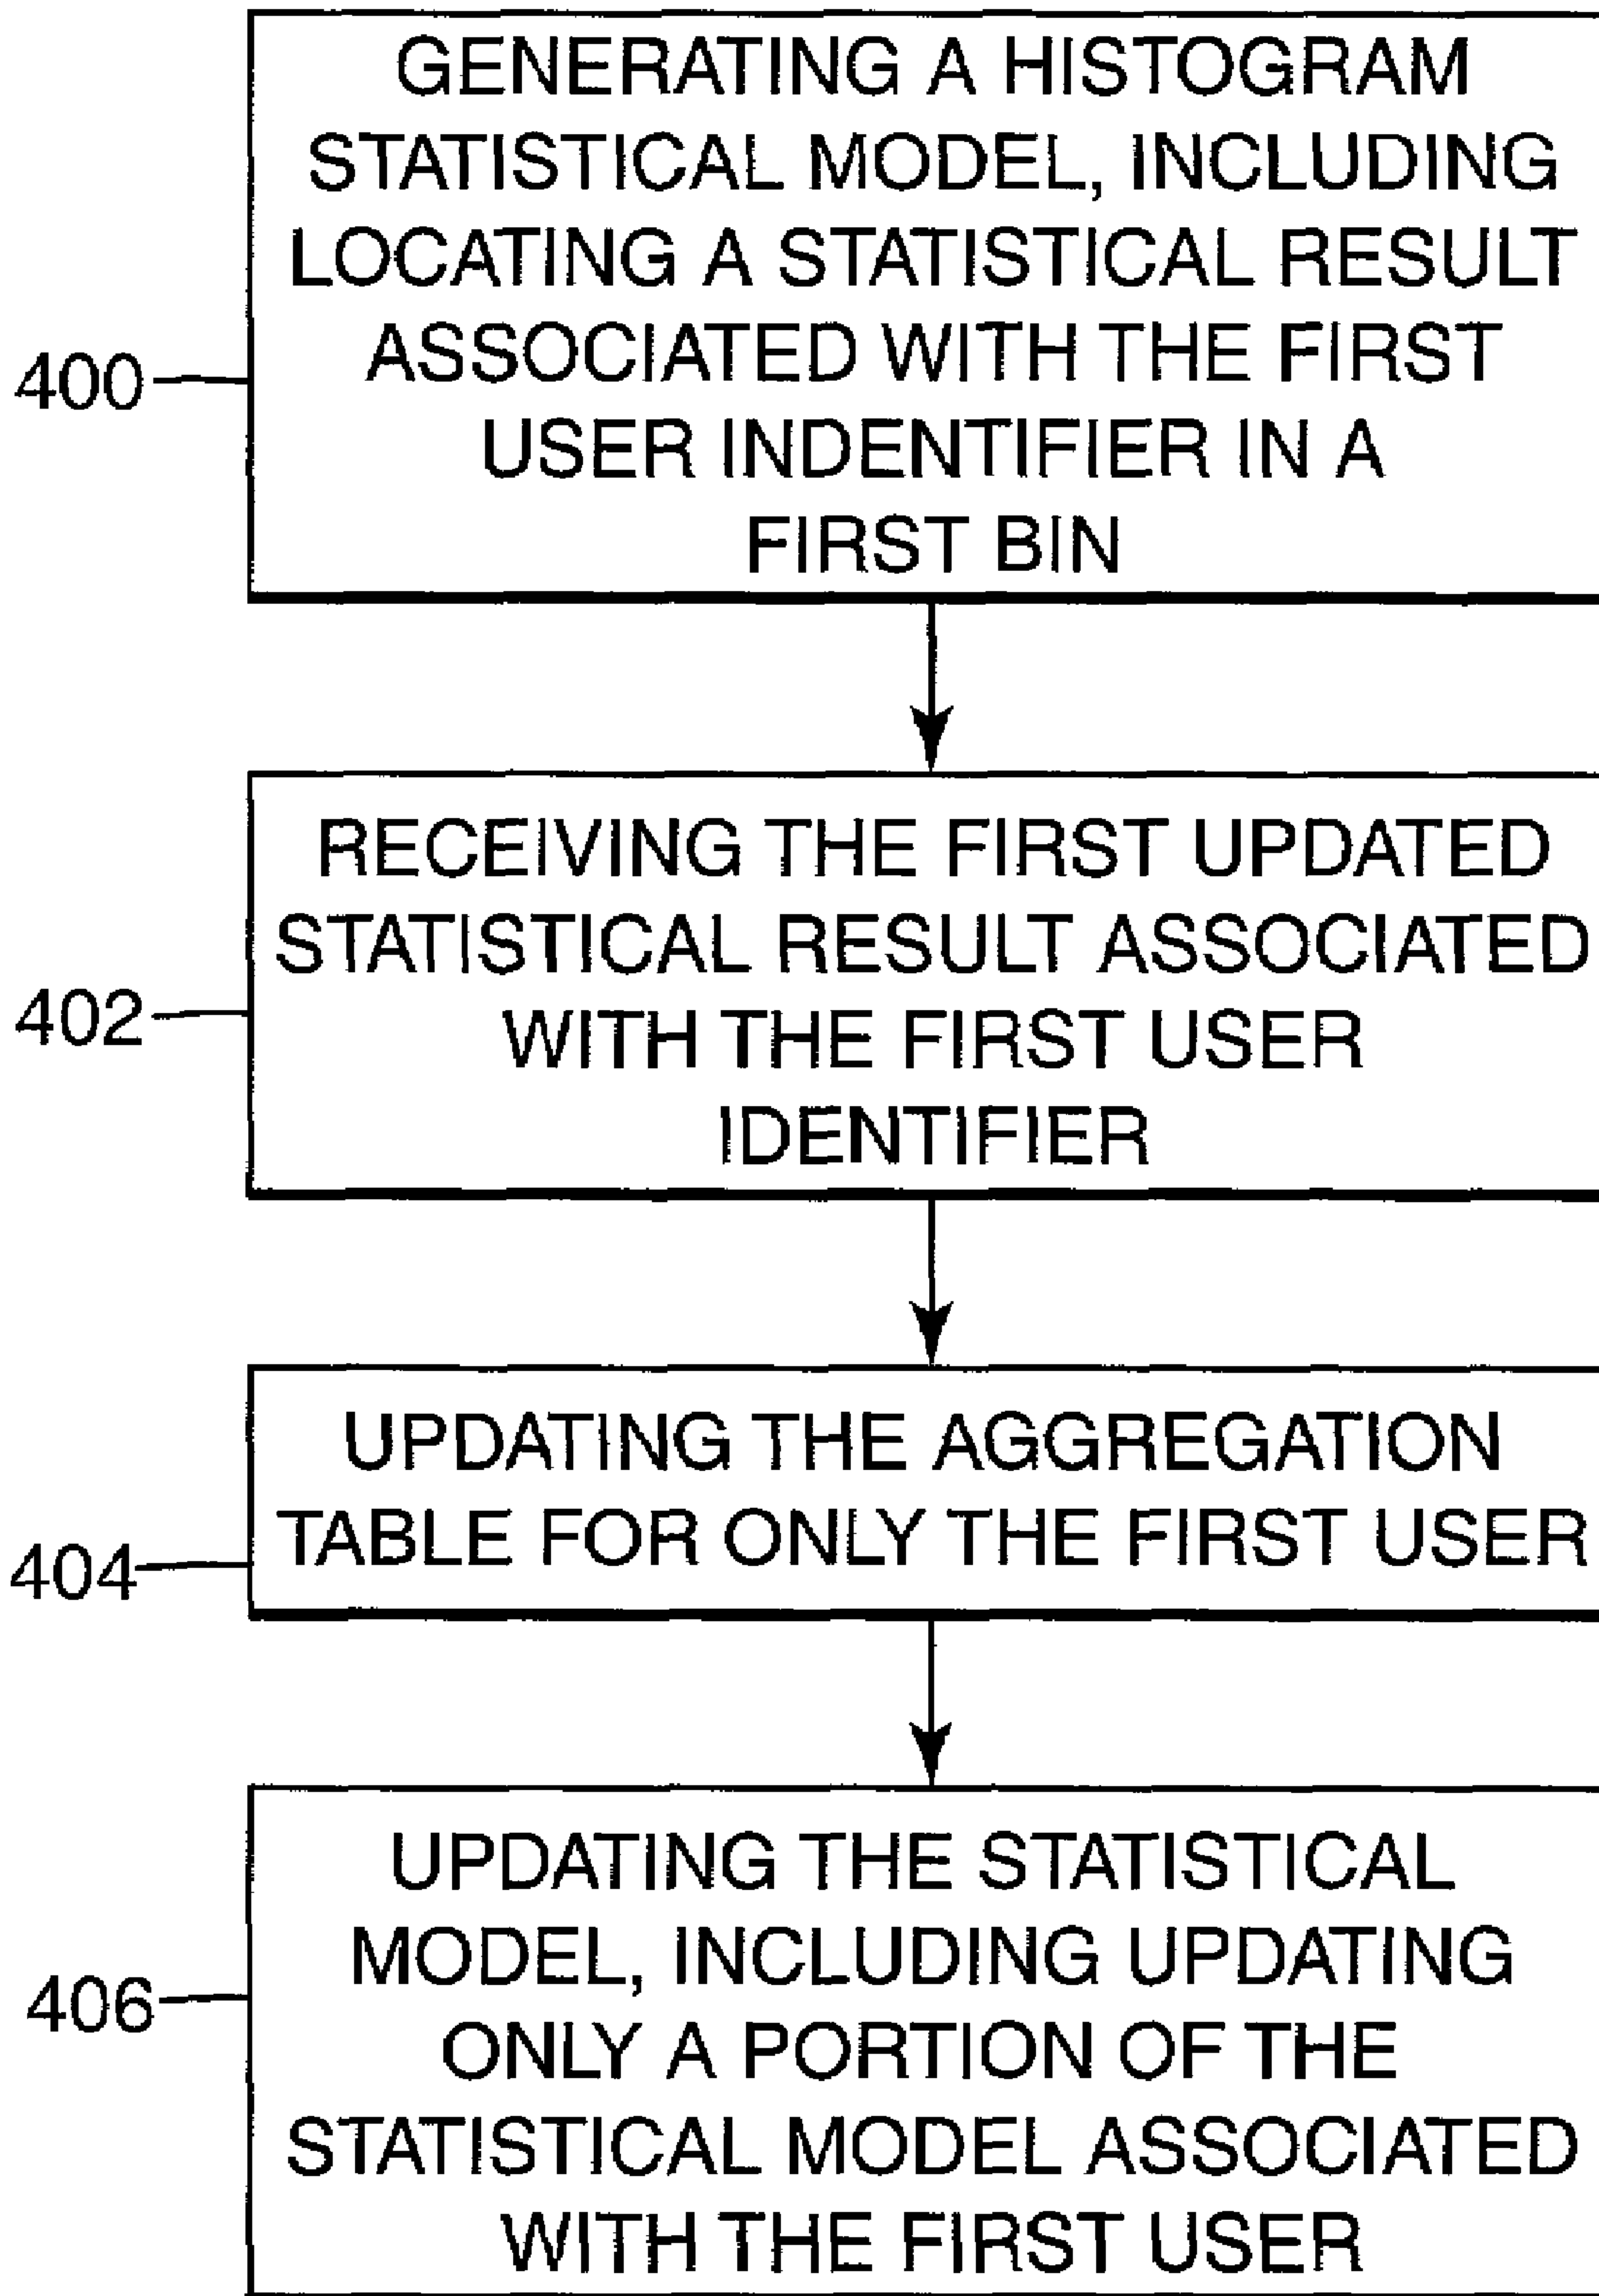 GENERATING A HISTOGRAM
STATISTICAL MODEL, INCLUDING
LOCATING A STATISTICAL RESULT
ASSOCIATED WITH THE FIRST
USER INDENTIFIER IN A
FIRST BIN
400
RECEIVING THE FIRST UPDATED
STATISTICAL RESULT ASSOCIATED
WITH THE FIRST USER
IDENTIFIER
402
UPDATING THE AGGREGATION
TABLE FOR ONLY THE FIRST USER
404
UPDATING THE STATISTICAL
MODEL, INCLUDING UPDATING
ONLY A PORTION OF THE
STATISTICAL MODEL ASSOCIATED
WITH THE FIRST USER
406